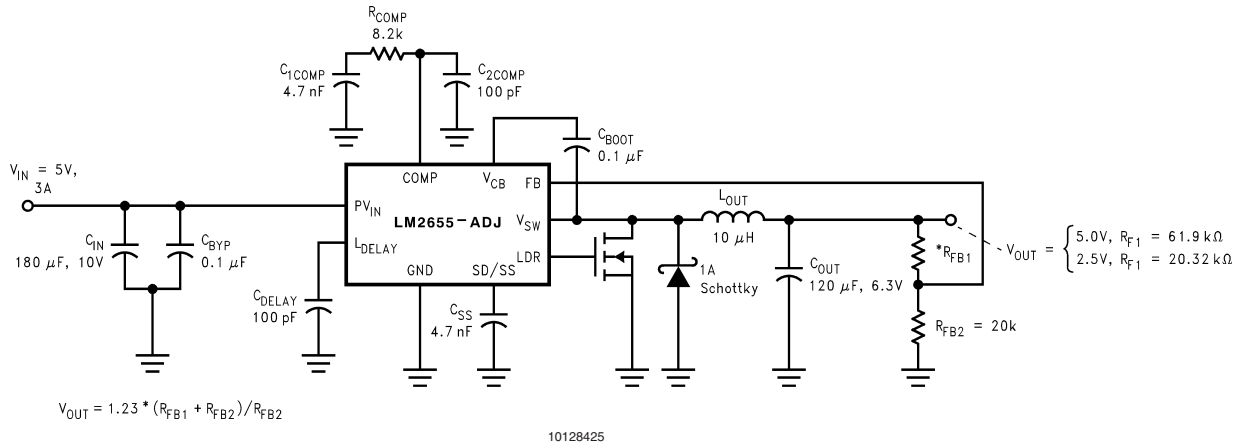 R_COMP
8.2k
C_1COMP
4.7 nF
C_2COMP
100 pF
C_BOOT
0.1 μF
V_IN = 5V,
3A
COMP
V_CB
FB
PV_IN
LM2655-ADJ
V_SW
L_DELAY
LDR
GND
SD/SS
L_OUT
10 μH
C_IN
180 μF, 10V
C_BYP
0.1 μF
C_DELAY
100 pF
C_SS
4.7 nF
1A
Schottky
C_OUT
120 μF, 6.3V
*R_FB1
R_FB2 = 20k
V_OUT = { 5.0V, R_F1 = 61.9 kΩ
2.5V, R_F1 = 20.32 kΩ
V_OUT = 1.23 * (R_FB1 + R_FB2)/R_FB2
10128425